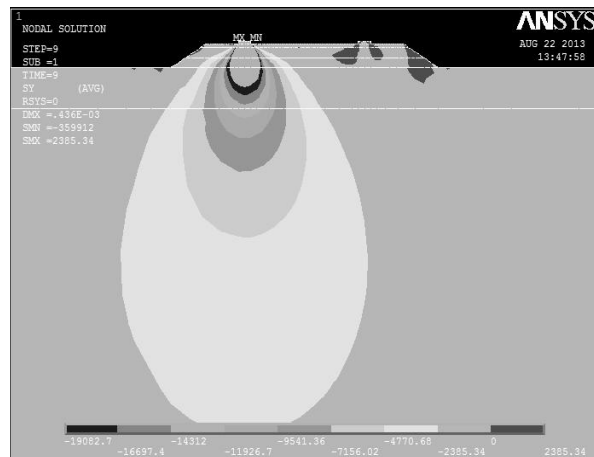 1
NODAL SOLUTION
STEP=9
SUB =1
TIME=9
SY (AVG)
RSYS=0
DMX =.436E-03
SMN =-359912
SMX =2385.34
ANSYS
AUG 22 2013
13:47:58
MX MN
-19082.7 -14312 -9541.36 -4770.68 0
-16697.4 -11926.7 -7156.02 -2385.34 2385.34